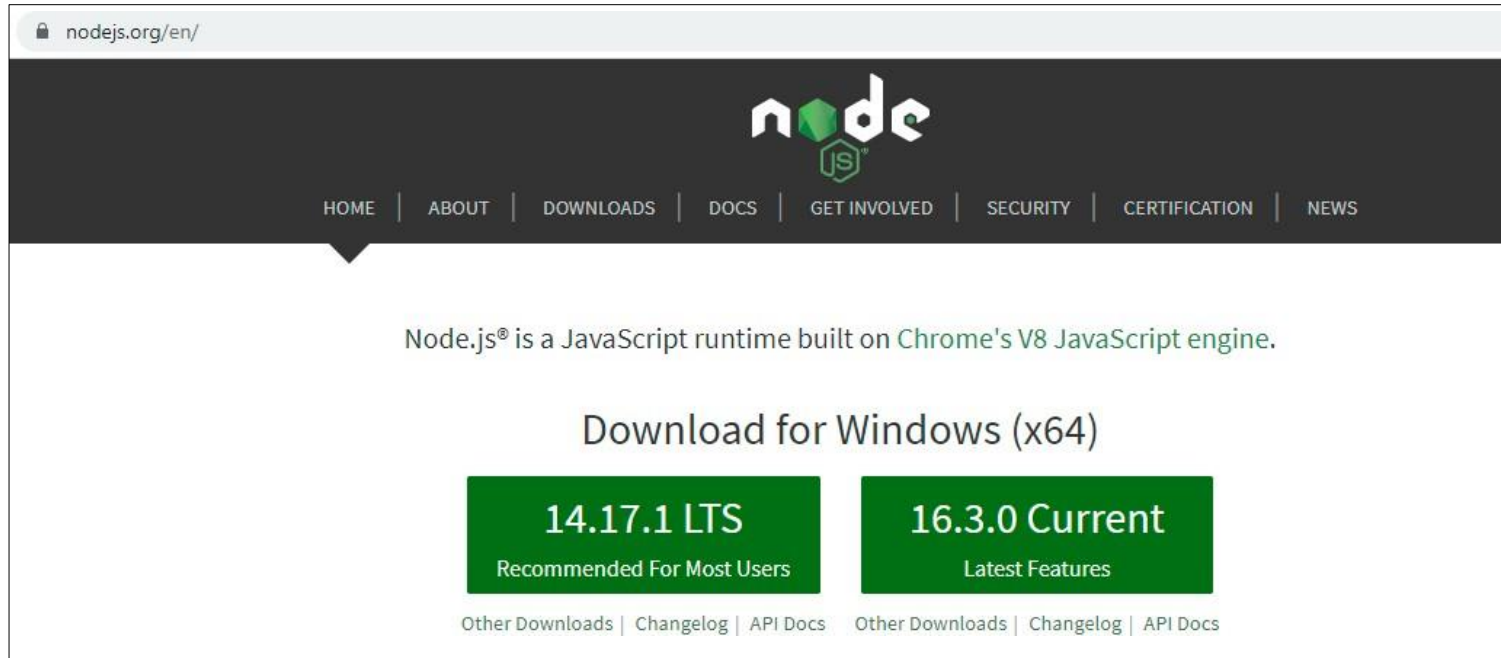 nodejs.org/en/
node
JS
HOME | ABOUT | DOWNLOADS | DOCS | GET INVOLVED | SECURITY | CERTIFICATION | NEWS
Node.js® is a JavaScript runtime built on Chrome's V8 JavaScript engine.
Download for Windows (x64)
14.17.1 LTS 16.3.0 Current
Recommended For Most Users Latest Features
Other Downloads | Changelog | API Docs Other Downloads | Changelog | API Docs